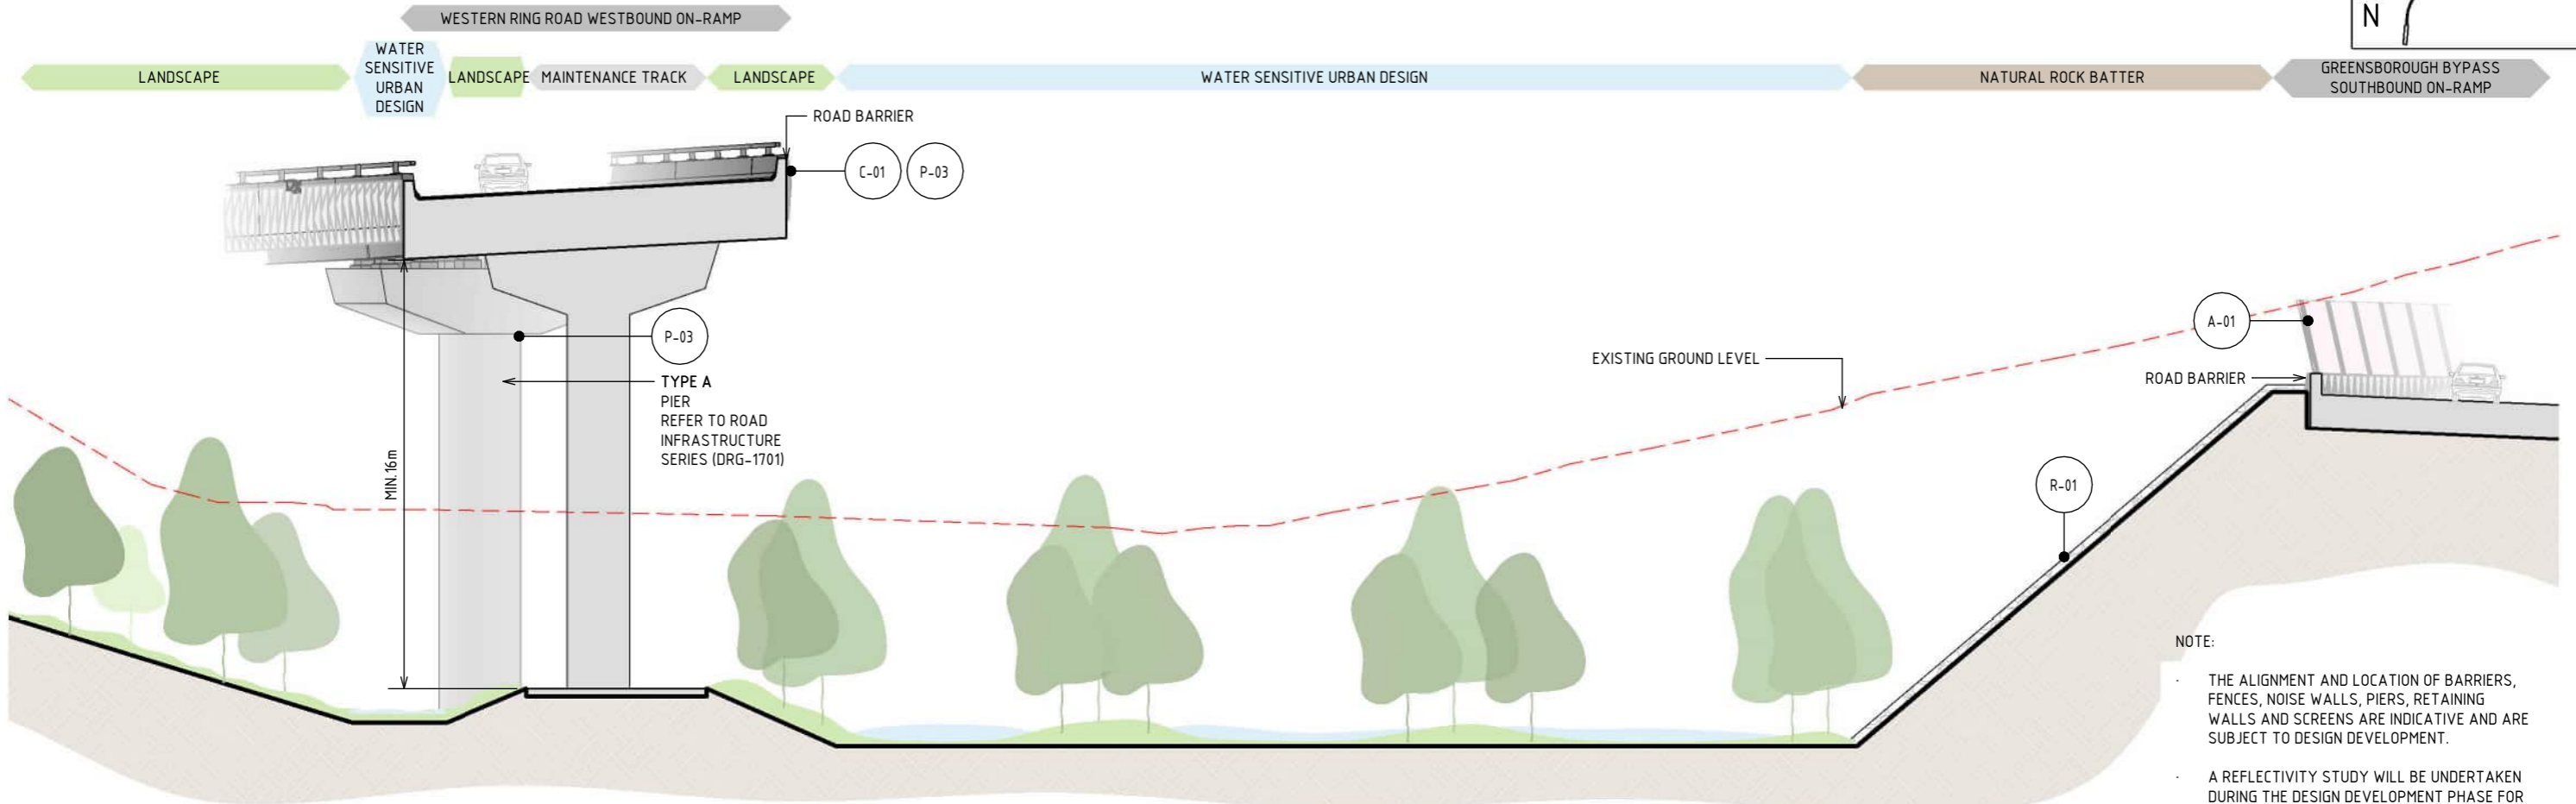 WESTERN RING ROAD WESTBOUND ON-RAMP
N
LANDSCAPE
WATER
SENSITIVE
URBAN
DESIGN
LANDSCAPE
MAINTENANCE TRACK
LANDSCAPE
WATER SENSITIVE URBAN DESIGN
NATURAL ROCK BATTER
GREENSBOROUGH BYPASS
SOUTHBOUND ON-RAMP
ROAD BARRIER
C-01
P-03
P-03
TYPE A
PIER
REFER TO ROAD
INFRASTRUCTURE
SERIES (DRG-1701)
MIN.16m
EXISTING GROUND LEVEL
A-01
ROAD BARRIER
R-01
NOTE:
· THE ALIGNMENT AND LOCATION OF BARRIERS,
FENCES, NOISE WALLS, PIERS, RETAINING
WALLS AND SCREENS ARE INDICATIVE AND ARE
SUBJECT TO DESIGN DEVELOPMENT.
· A REFLECTIVITY STUDY WILL BE UNDERTAKEN
DURING THE DESIGN DEVELOPMENT PHASE FOR